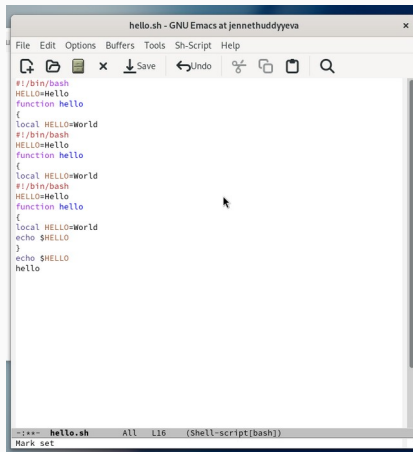 hello.sh - GNU Emacs at jennethuddyyeva
File Edit Options Buffers Tools Sh-Script Help
Save Undo
#!/bin/bash
HELLO=Hello
function hello
{
local HELLO=World
#!/bin/bash
HELLO=Hello
function hello
{
local HELLO=World
#!/bin/bash
HELLO=Hello
function hello
{
local HELLO=World
echo $HELLO
}
echo $HELLO
hello
-:**- hello.sh All L16 (Shell-script[bash])
Mark set